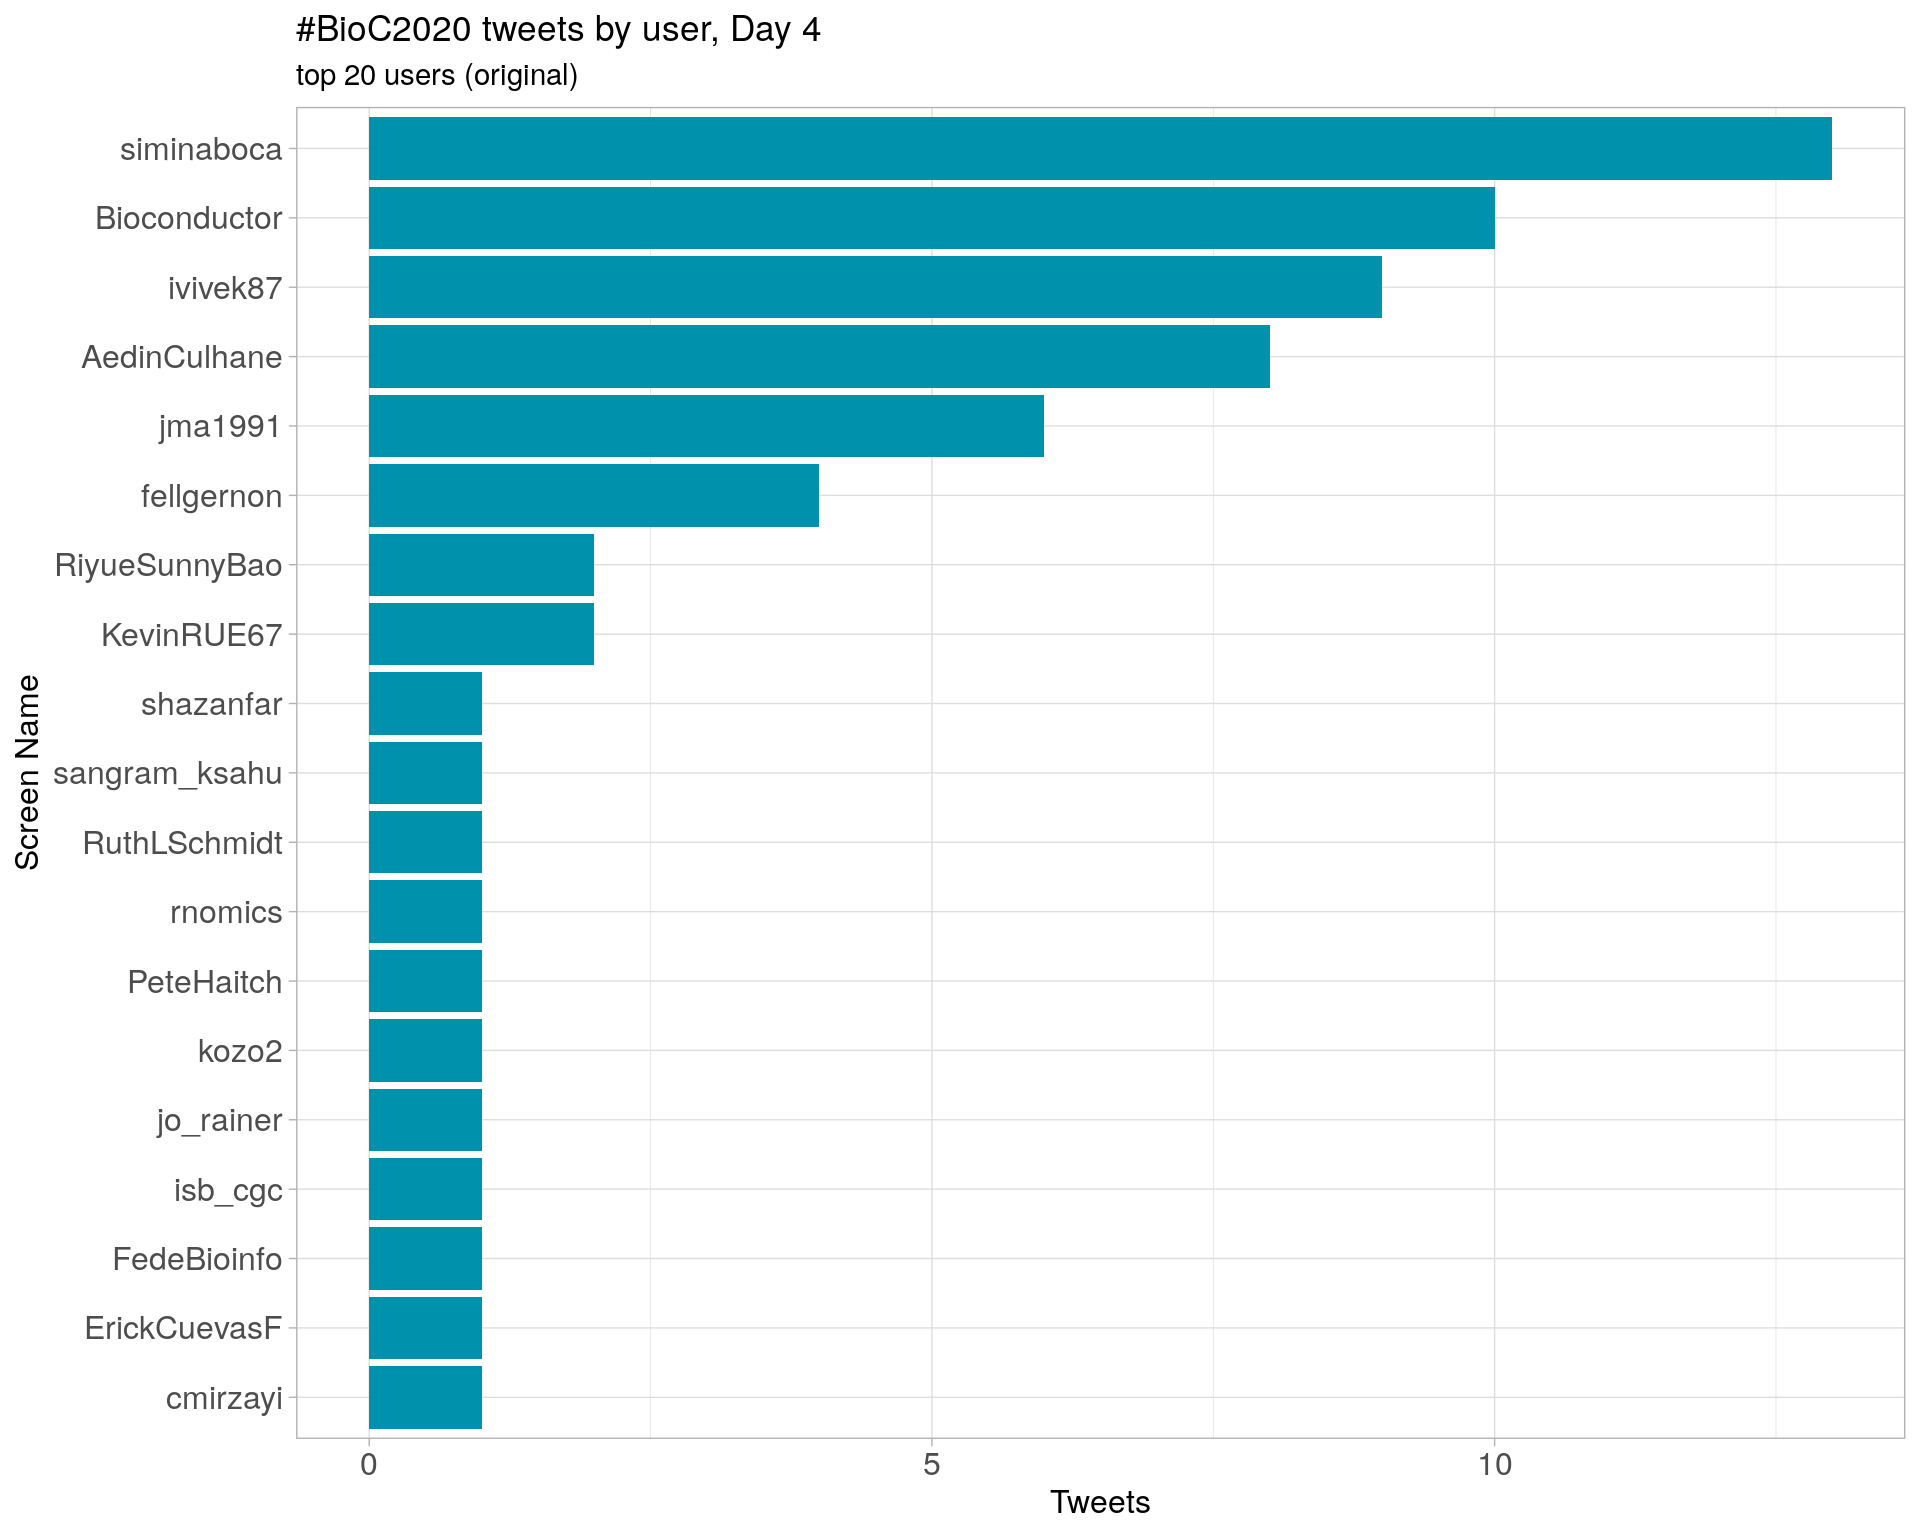 #BioC2020 tweets by user, Day 4
top 20 users (original)
siminaboca
Bioconductor
ivivek87
AedinCulhane
jma1991
fellgernon
RiyueSunnyBao
KevinRUE67
shazanfar
sangram_ksahu
RuthLSchmidt
rnomics
PeteHaitch
kozo2
jo_rainer
isb_cgc
FedeBioinfo
ErickCuevasF
cmirzayi
Screen Name
0 5 10
Tweets